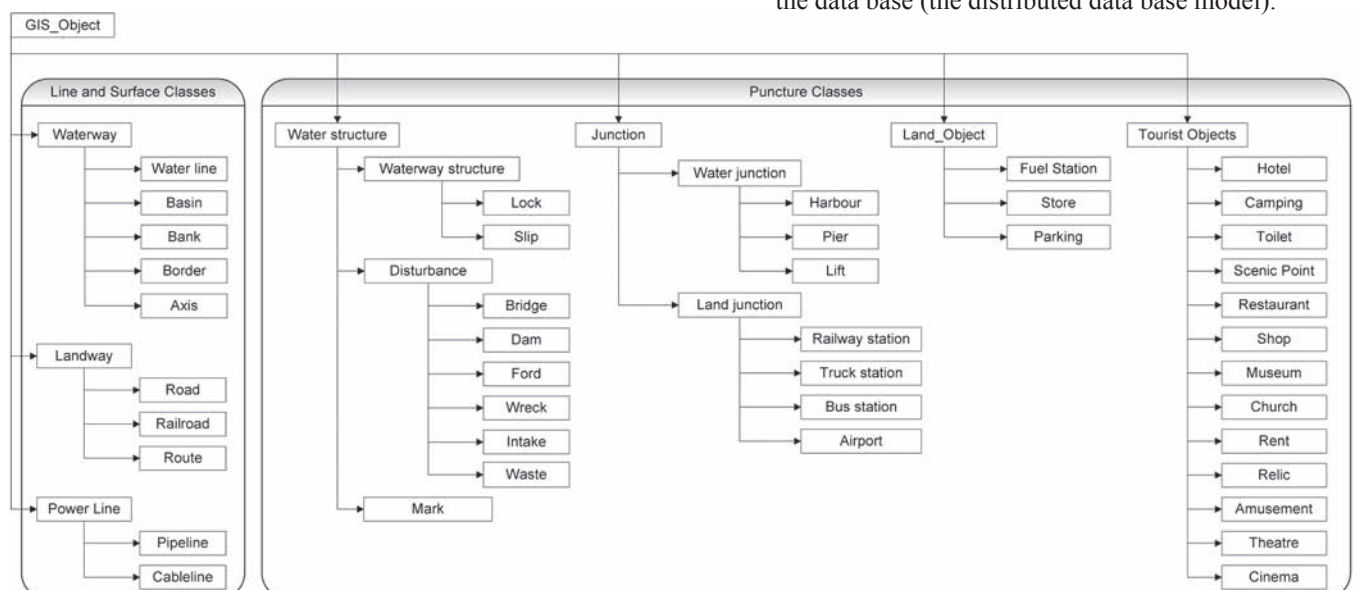 the data base (the distributed data base model).
GIS_Object
Line and Surface Classes
Waterway
Water line
Basin
Bank
Border
Axis
Landway
Road
Railroad
Route
Power Line
Pipeline
Cableline
Puncture Classes
Water structure
Waterway structure
Lock
Slip
Disturbance
Bridge
Dam
Ford
Wreck
Intake
Waste
Mark
Junction
Water junction
Harbour
Pier
Lift
Land junction
Railway station
Truck station
Bus station
Airport
Land_Object
Fuel Station
Store
Parking
Tourist Objects
Hotel
Camping
Toilet
Scenic Point
Restaurant
Shop
Museum
Church
Rent
Relic
Amusement
Theatre
Cinema